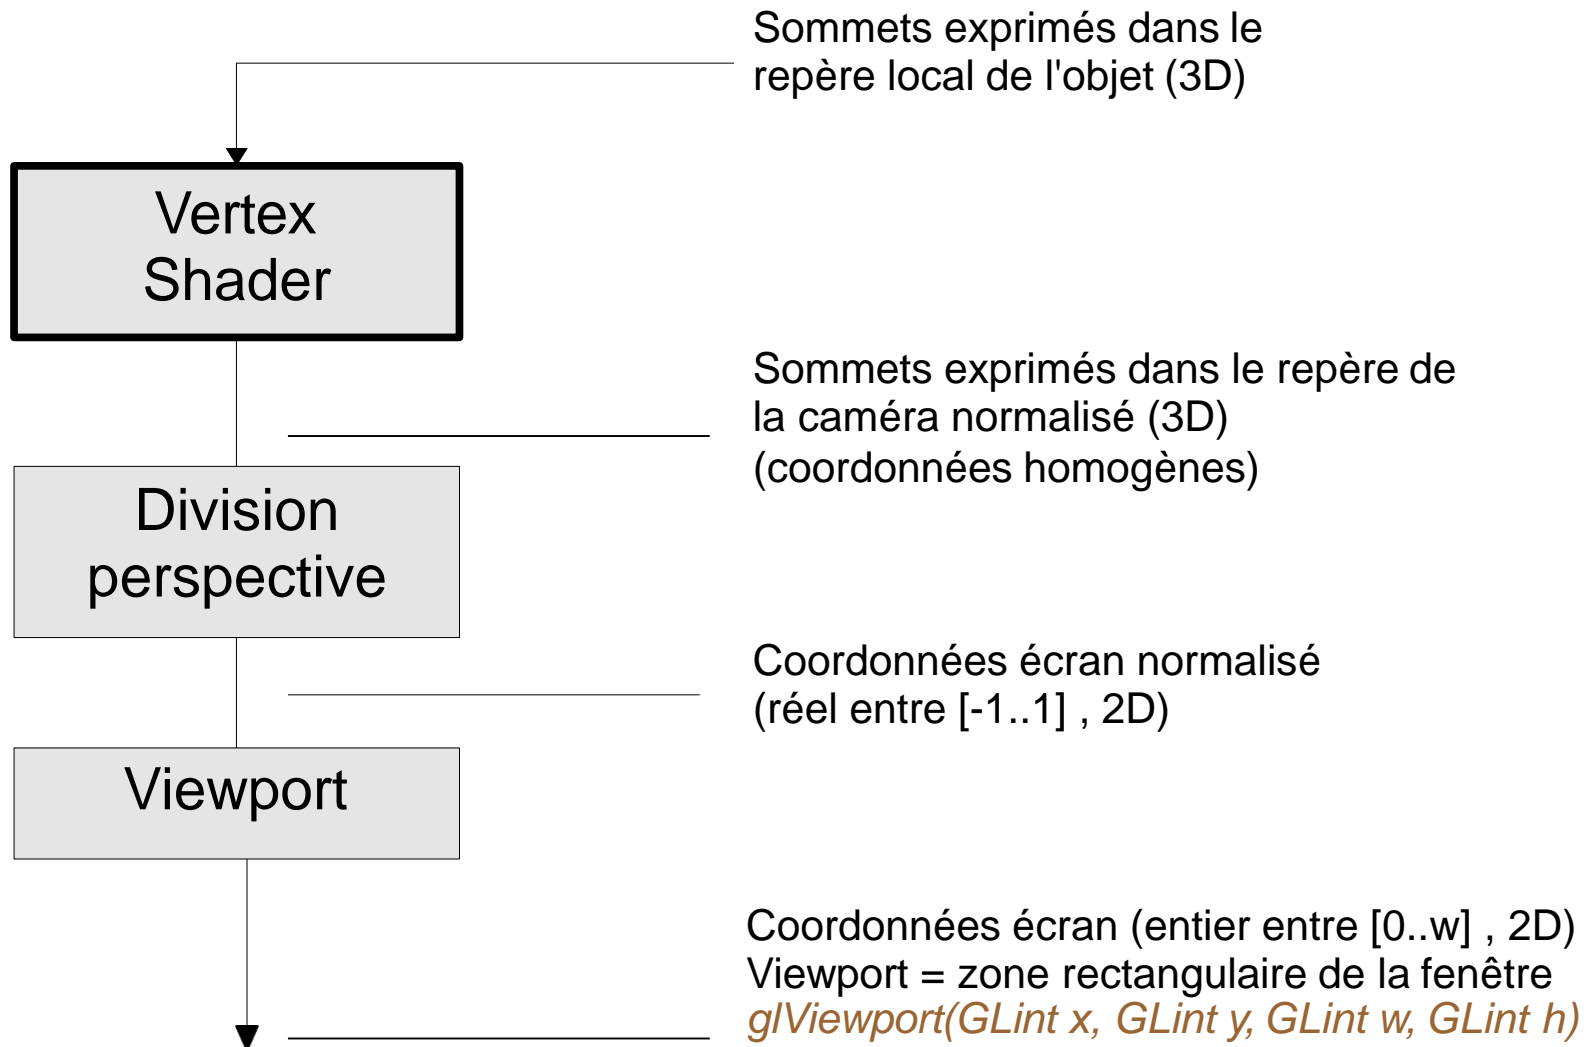 Sommets exprimés dans le
repère local de l'objet (3D)
Vertex
Shader
Sommets exprimés dans le repère de
la caméra normalisé (3D)
(coordonnées homogènes)
Division
perspective
Coordonnées écran normalisé
(réel entre [-1..1] , 2D)
Viewport
Coordonnées écran (entier entre [0..w] , 2D)
Viewport = zone rectangulaire de la fenêtre
glViewport(GLint x, GLint y, GLint w, GLint h)